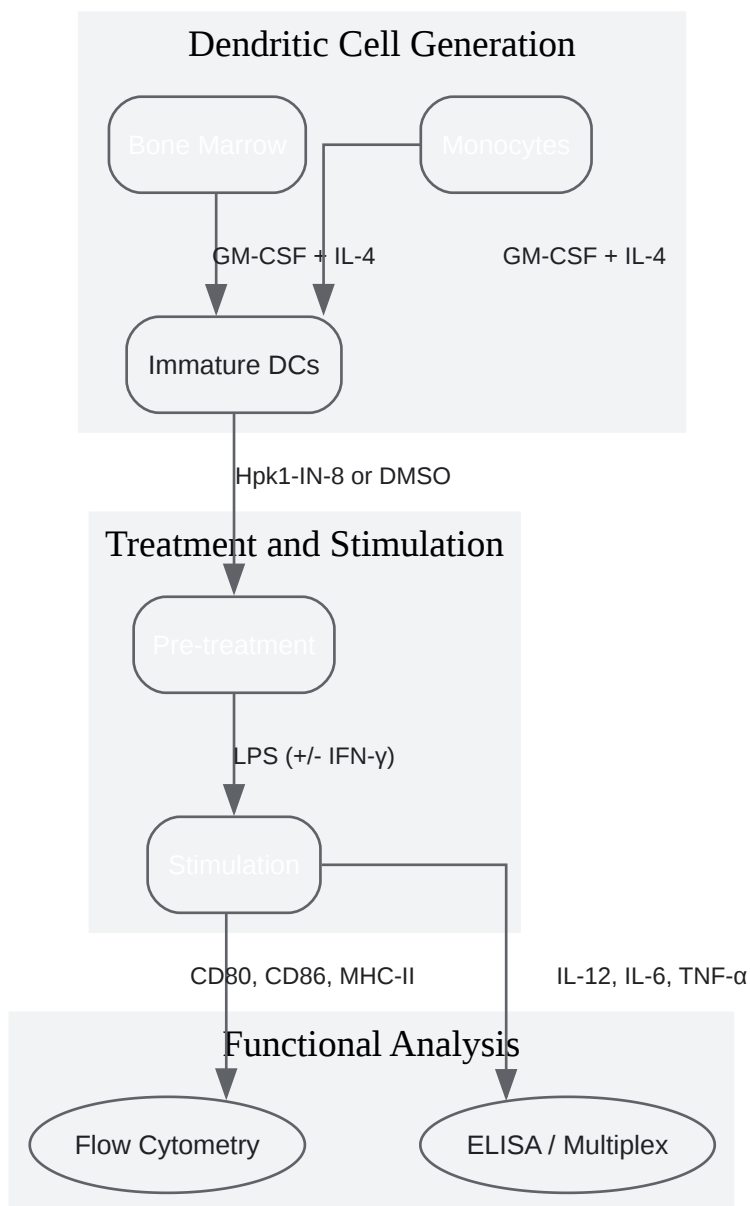 Dendritic Cell Generation
Bone Marrow
Monocytes
GM-CSF + IL-4
GM-CSF + IL-4
Immature DCs
Hpk1-IN-8 or DMSO
Treatment and Stimulation
Pre-treatment
LPS (+/- IFN-γ)
Stimulation
CD80, CD86, MHC-II
IL-12, IL-6, TNF-α
Functional Analysis
Flow Cytometry
ELISA / Multiplex